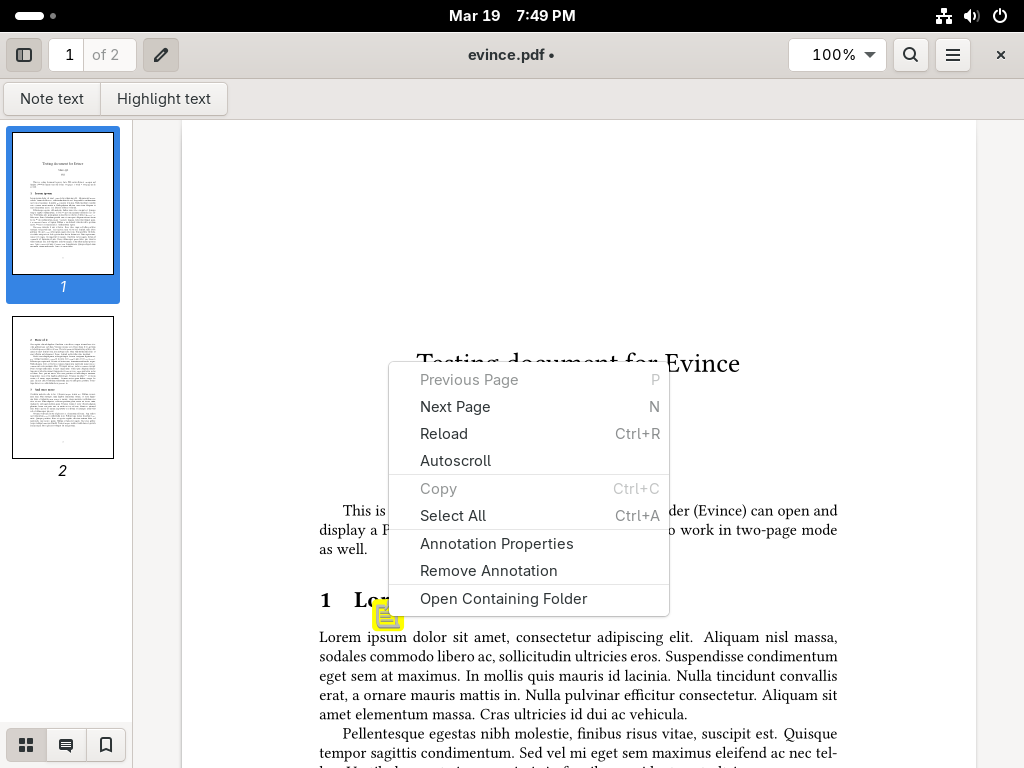 Mar 19 7:49 PM
1 of 2
evince.pdf •
100%
Note text
Highlight text
1
2
Testing document for Evince
Previous Page P
Next Page N
Reload Ctrl+R
Autoscroll
Copy Ctrl+C
Select All Ctrl+A
Annotation Properties
Remove Annotation
Open Containing Folder
This is der (Evince) can open and
display a P o work in two-page mode
as well.
1 Lor
Lorem ipsum dolor sit amet, consectetur adipiscing elit. Aliquam nisl massa,
sodales commodo libero ac, sollicitudin ultricies eros. Suspendisse condimentum
eget sem at maximus. In mollis quis mauris id lacinia. Nulla tincidunt convallis
erat, a ornare mauris mattis in. Nulla pulvinar efficitur consectetur. Aliquam sit
amet elementum massa. Cras ultricies id dui ac vehicula.
Pellentesque egestas nibh molestie, finibus risus vitae, suscipit est. Quisque
tempor sagittis condimentum. Sed vel mi eget sem maximus eleifend ac nec tel-